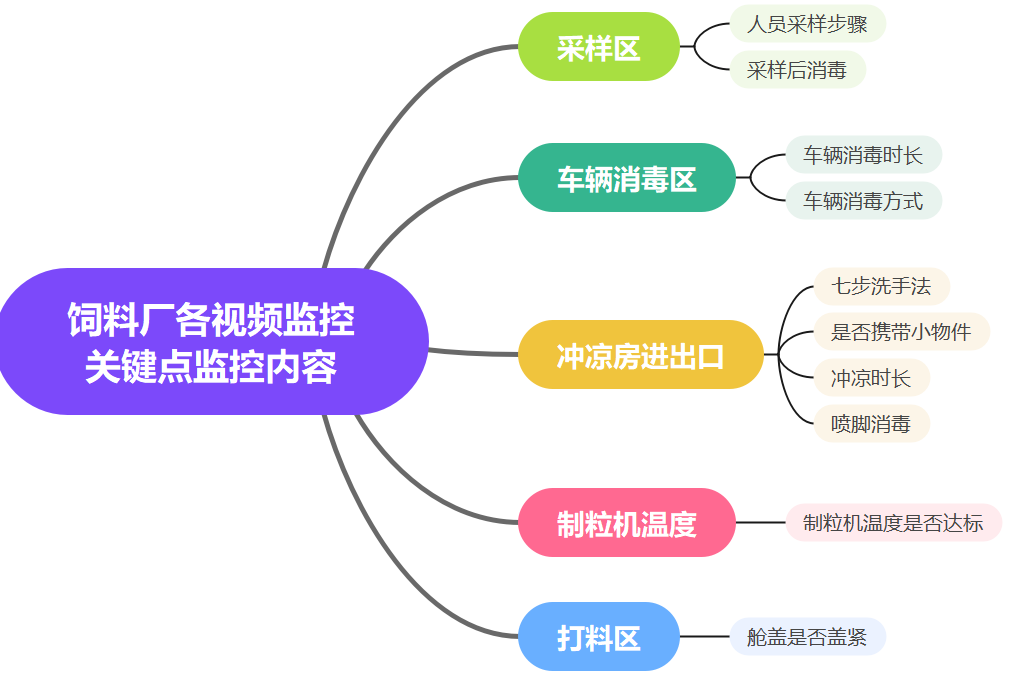 饲料厂各视频监控
关键点监控内容
采样区
人员采样步骤
采样后消毒
车辆消毒区
车辆消毒时长
车辆消毒方式
冲凉房进出口
七步洗手法
是否携带小物件
冲凉时长
喷脚消毒
制粒机温度
制粒机温度是否达标
打料区
舱盖是否盖紧